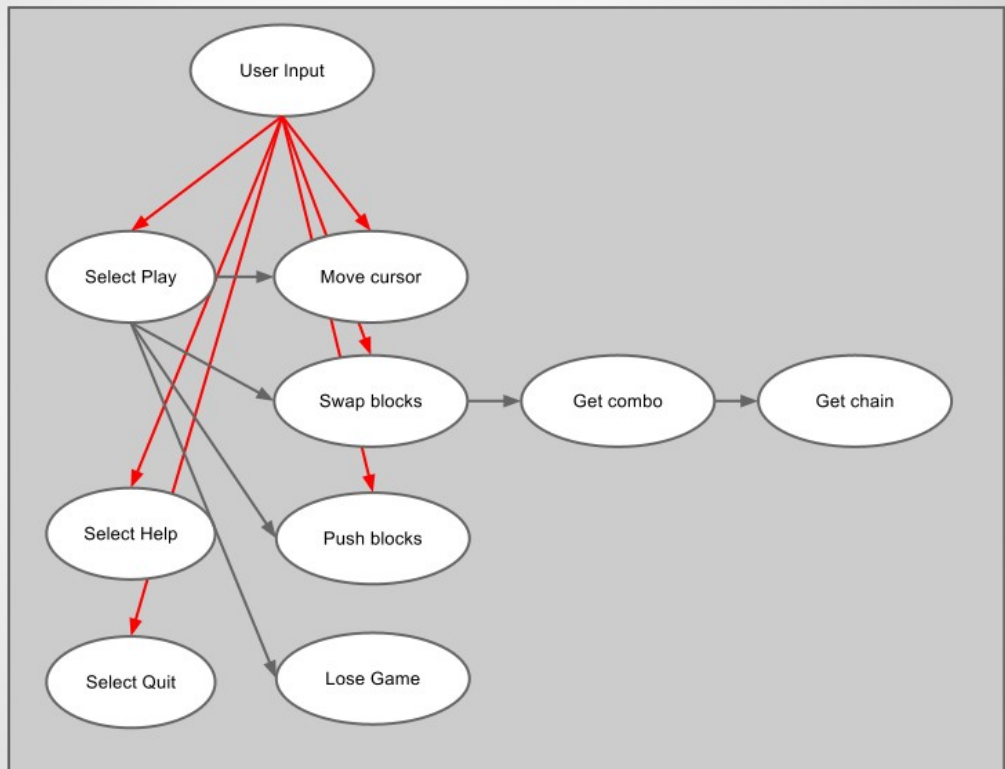 User Input
Select Play
Move cursor
Swap blocks
Get combo
Get chain
Select Help
Push blocks
Select Quit
Lose Game